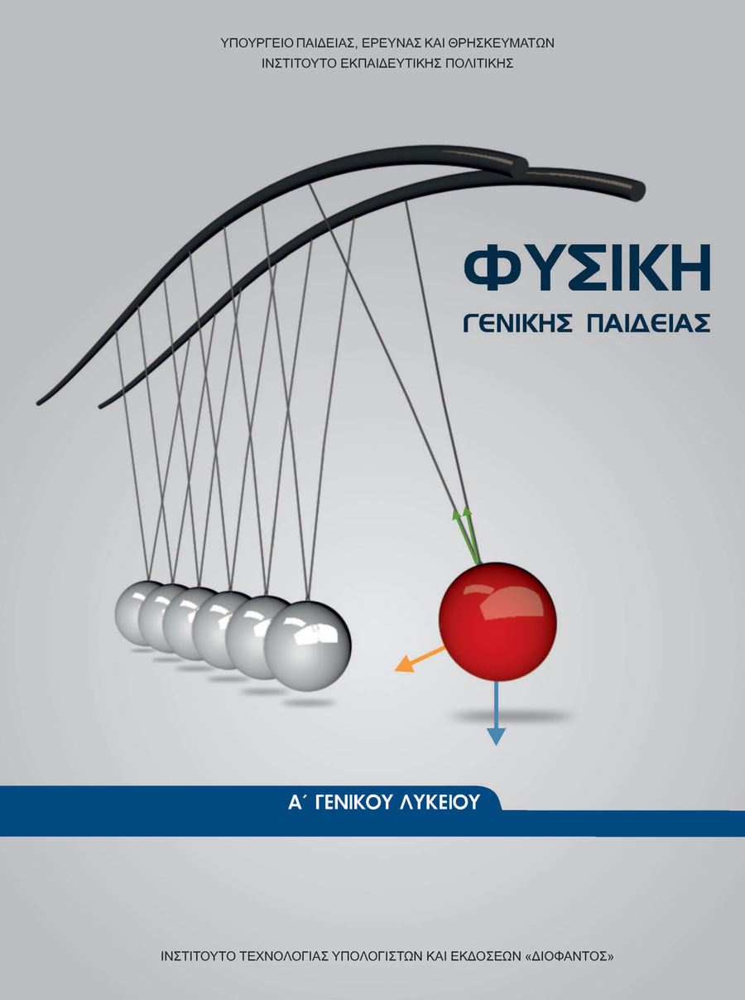 ΥΠΟΥΡΓΕΙΟ ΠΑΙΔΕΙΑΣ, ΕΡΕΥΝΑΣ ΚΑΙ ΘΡΗΣΚΕΥΜΑΤΩΝ
ΙΝΣΤΙΤΟΥΤΟ ΕΚΠΑΙΔΕΥΤΙΚΗΣ ΠΟΛΙΤΙΚΗΣ
ΦΥΣΙΚΗ
ΓΕΝΙΚΗΣ ΠΑΙΔΕΙΑΣ
Α΄ ΓΕΝΙΚΟΥ ΛΥΚΕΙΟΥ
ΙΝΣΤΙΤΟΥΤΟ ΤΕΧΝΟΛΟΓΙΑΣ ΥΠΟΛΟΓΙΣΤΩΝ ΚΑΙ ΕΚΔΟΣΕΩΝ «ΔΙΟΦΑΝΤΟΣ»